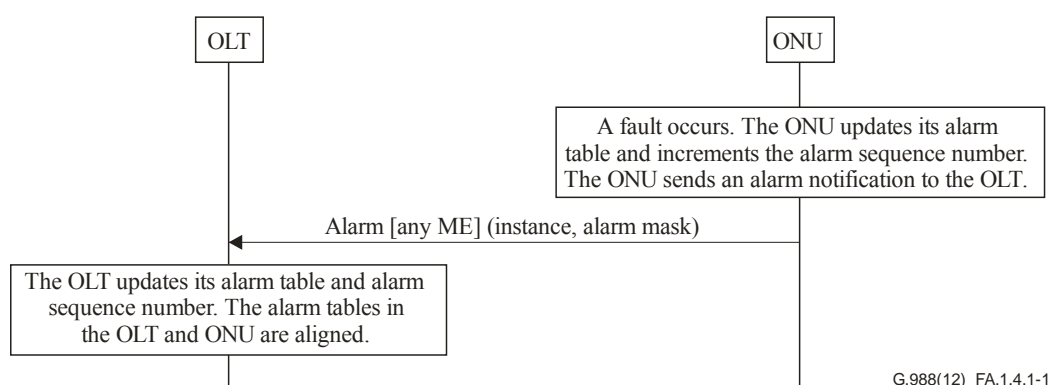 OLT
ONU
A fault occurs. The ONU updates its alarm
table and increments the alarm sequence number.
The ONU sends an alarm notification to the OLT.
Alarm [any ME] (instance, alarm mask)
The OLT updates its alarm table and alarm
sequence number. The alarm tables in
the OLT and ONU are aligned.
G.988(12)_FA.1.4.1-1